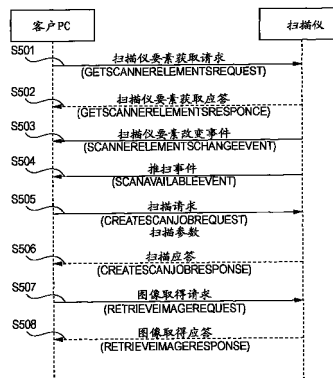 客户PC
扫描仪
S501
扫描仪要素获取请求
(GETSCANNERELEMENTSREQUEST)
S502
扫描仪要素获取应答
(GETSCANNERELEMENTSRESPONCE)
S503
扫描仪要素改变事件
(SCANNERELEMENTSCHANGEEVENT)
S504
推扫事件
(SCANAVAILABLEEVENT)
S505
扫描请求
(CREATESCANJOBREQUEST)
扫描参数
S506
扫描应答
(CREATESCANJOBRESPONSE)
S507
图像取得请求
(RETRIEVEIMAGEREQUEST)
S508
图像取得应答
(RETRIEVEIMAGERESPONSE)